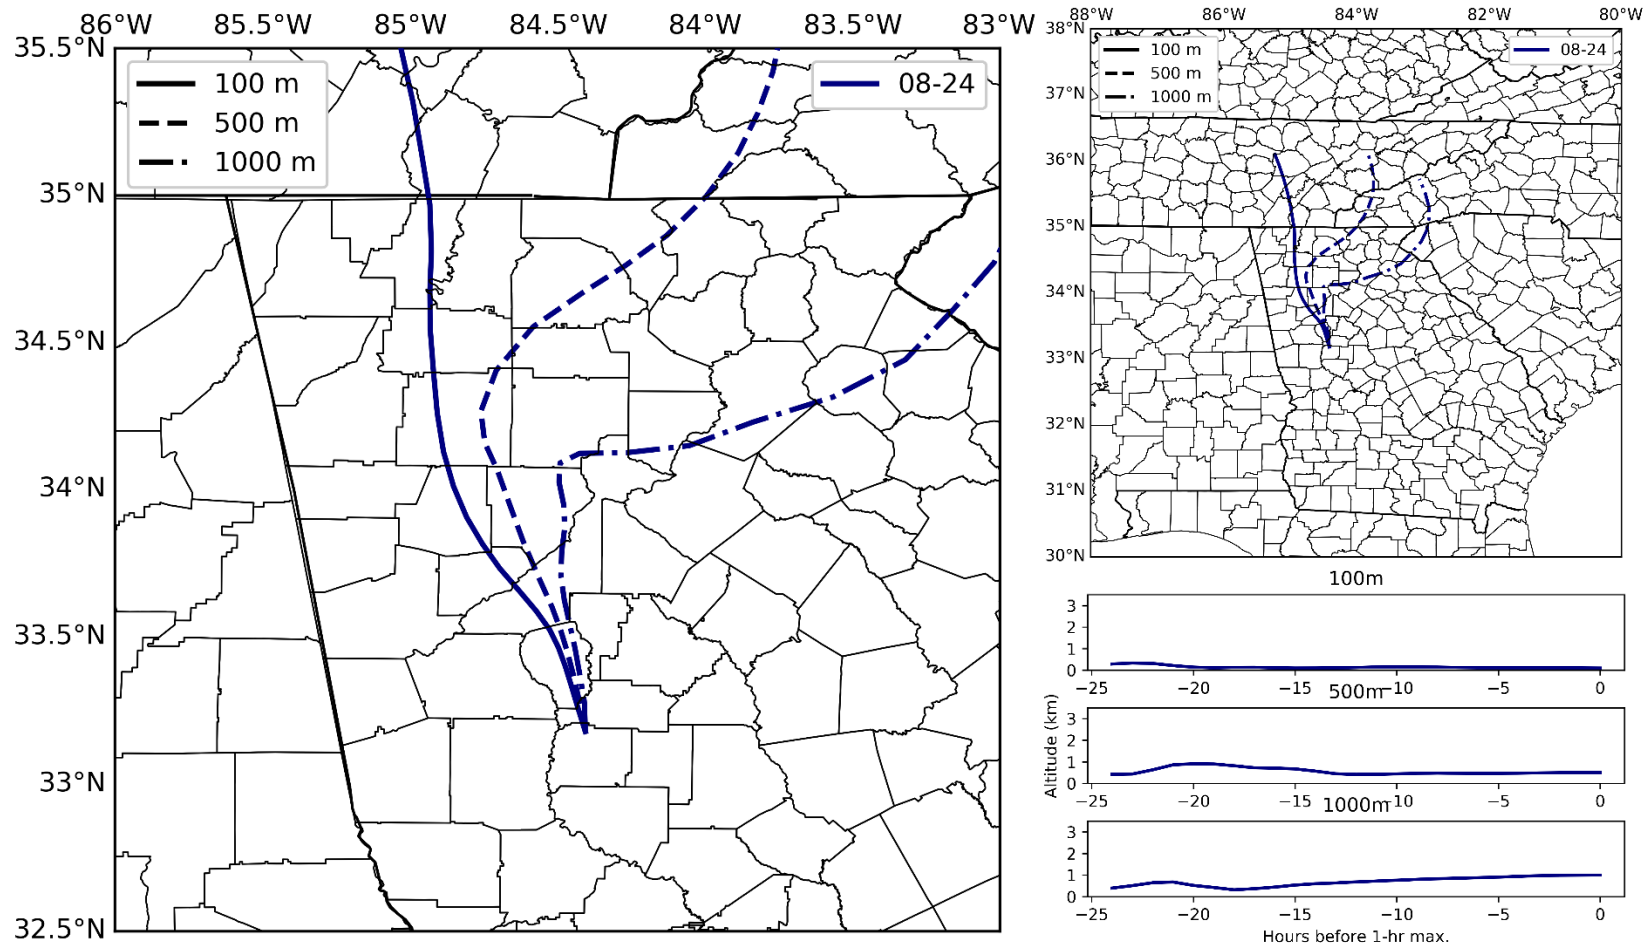 86°W 85.5°W 85°W 84.5°W 84°W 83.5°W 83°W
35.5°N
35°N
34.5°N
34°N
33.5°N
33°N
32.5°N
100 m
500 m
1000 m
08-24
88°W 86°W 84°W 82°W 80°W
38°N
37°N
36°N
35°N
34°N
33°N
32°N
31°N
30°N
100 m
500 m
1000 m
08-24
100m
3
2
1
0
−25 −20 −15 −10 −5 0
500m
3
2
1
0
−25 −20 −15 −10 −5 0
1000m
3
2
1
0
−25 −20 −15 −10 −5 0
Altitude (km)
Hours before 1-hr max.